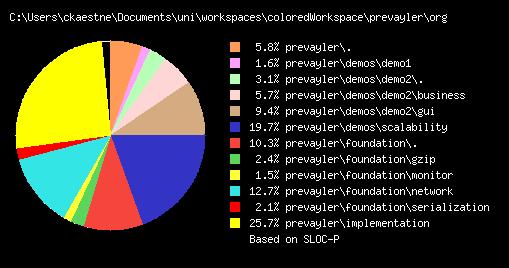 C:\Users\ckaestne\Documents\uni\workspaces\coloredWorkspace\prevayler\org
5.8% prevayler\.
1.6% prevayler\demos\demo1
3.1% prevayler\demos\demo2\.
5.7% prevayler\demos\demo2\business
9.4% prevayler\demos\demo2\gui
19.7% prevayler\demos\scalability
10.3% prevayler\foundation\.
2.4% prevayler\foundation\gzip
1.5% prevayler\foundation\monitor
12.7% prevayler\foundation\network
2.1% prevayler\foundation\serialization
25.7% prevayler\implementation
Based on SLOC-P